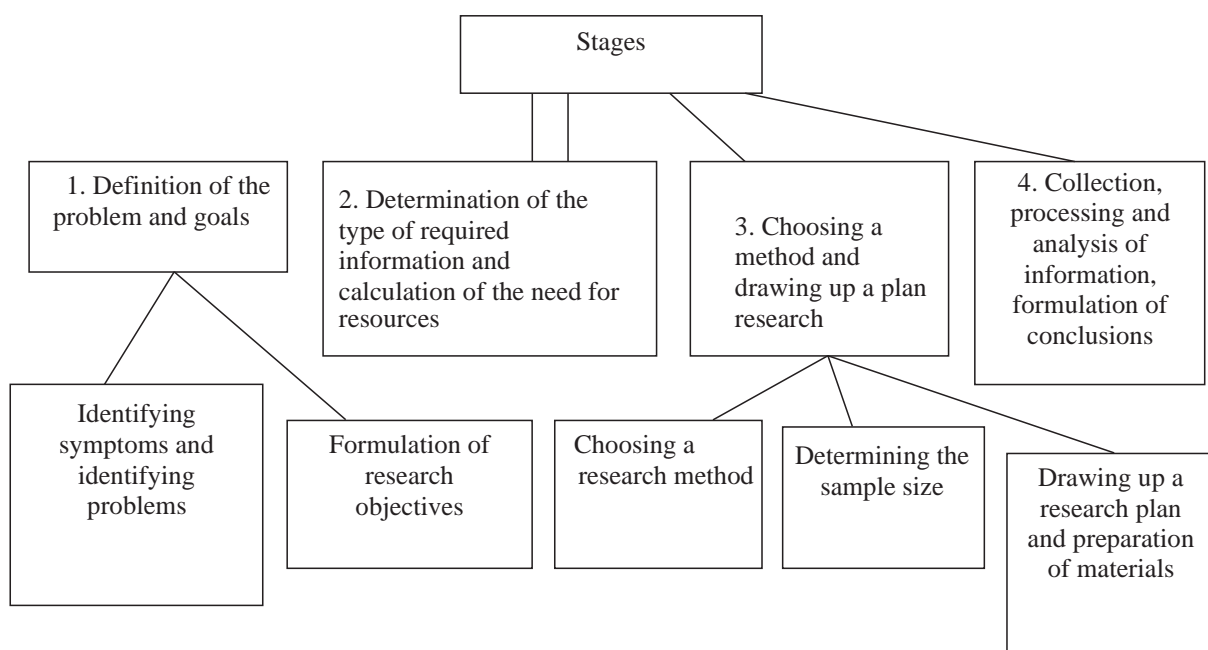 Stages
1. Definition of the
problem and goals
2. Determination of the
type of required
information and
calculation of the need for
resources
3. Choosing a
method and
drawing up a plan
research
4. Collection,
processing and
analysis of
information,
formulation of
conclusions
Identifying
symptoms and
identifying
problems
Formulation of
research
objectives
Choosing a
research method
Determining the
sample size
Drawing up a
research plan
and preparation
of materials